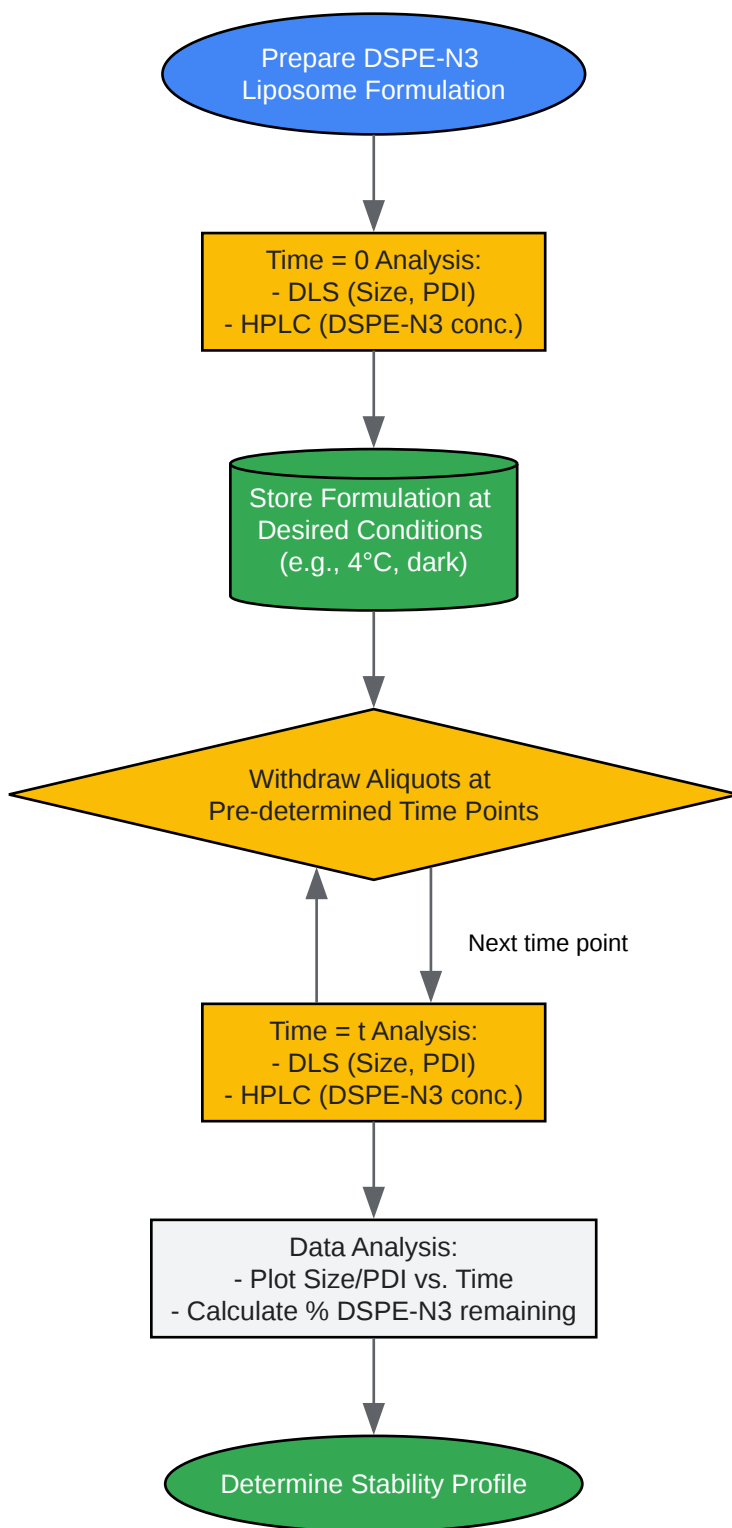 Prepare DSPE-N3
Liposome Formulation
Time = 0 Analysis:
- DLS (Size, PDI)
- HPLC (DSPE-N3 conc.)
Store Formulation at
Desired Conditions
(e.g., 4°C, dark)
Withdraw Aliquots at
Pre-determined Time Points
Next time point
Time = t Analysis:
- DLS (Size, PDI)
- HPLC (DSPE-N3 conc.)
Data Analysis:
- Plot Size/PDI vs. Time
- Calculate % DSPE-N3 remaining
Determine Stability Profile